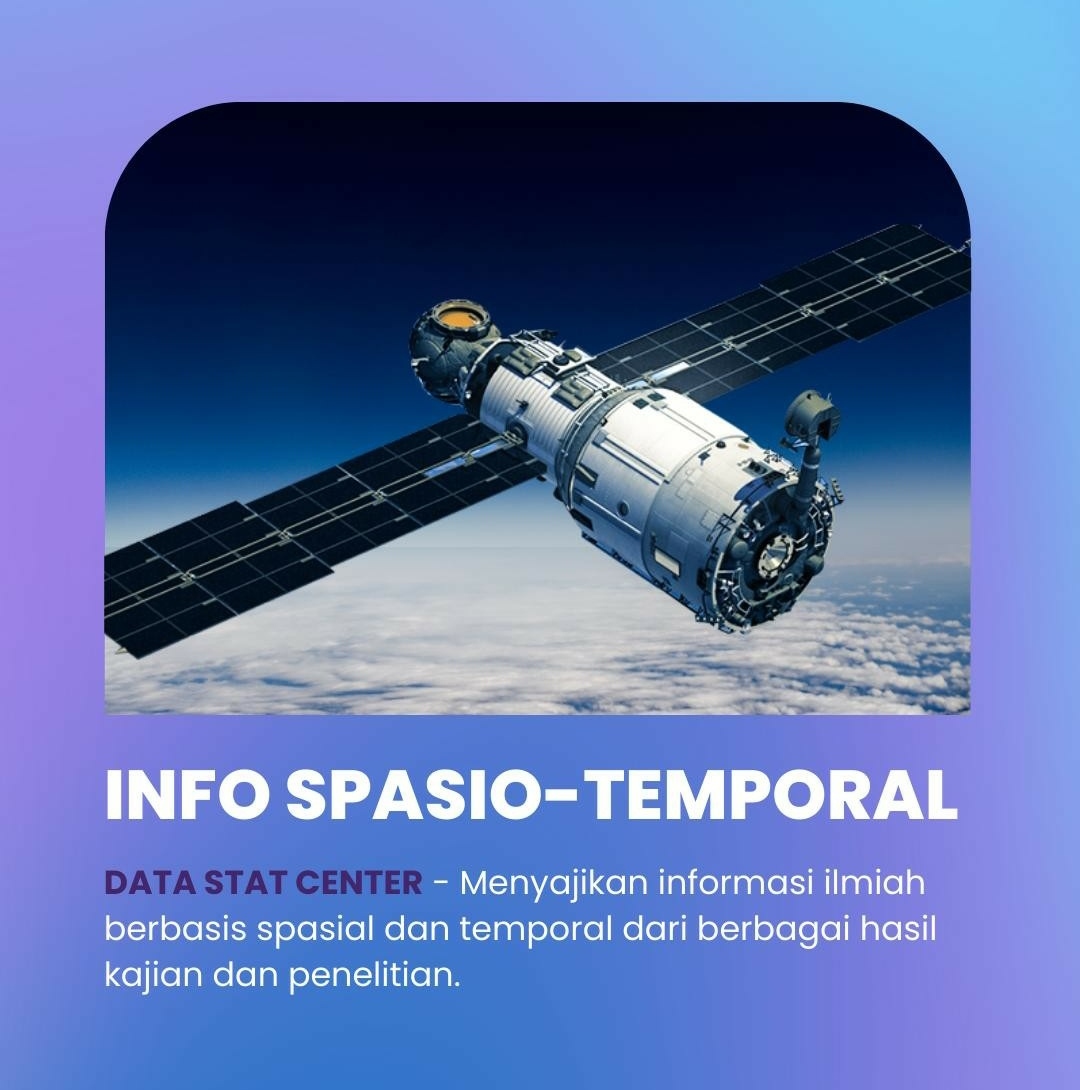 INFO SPASIO-TEMPORAL
DATA STAT CENTER - Menyajikan informasi ilmiah
berbasis spasial dan temporal dari berbagai hasil
kajian dan penelitian.